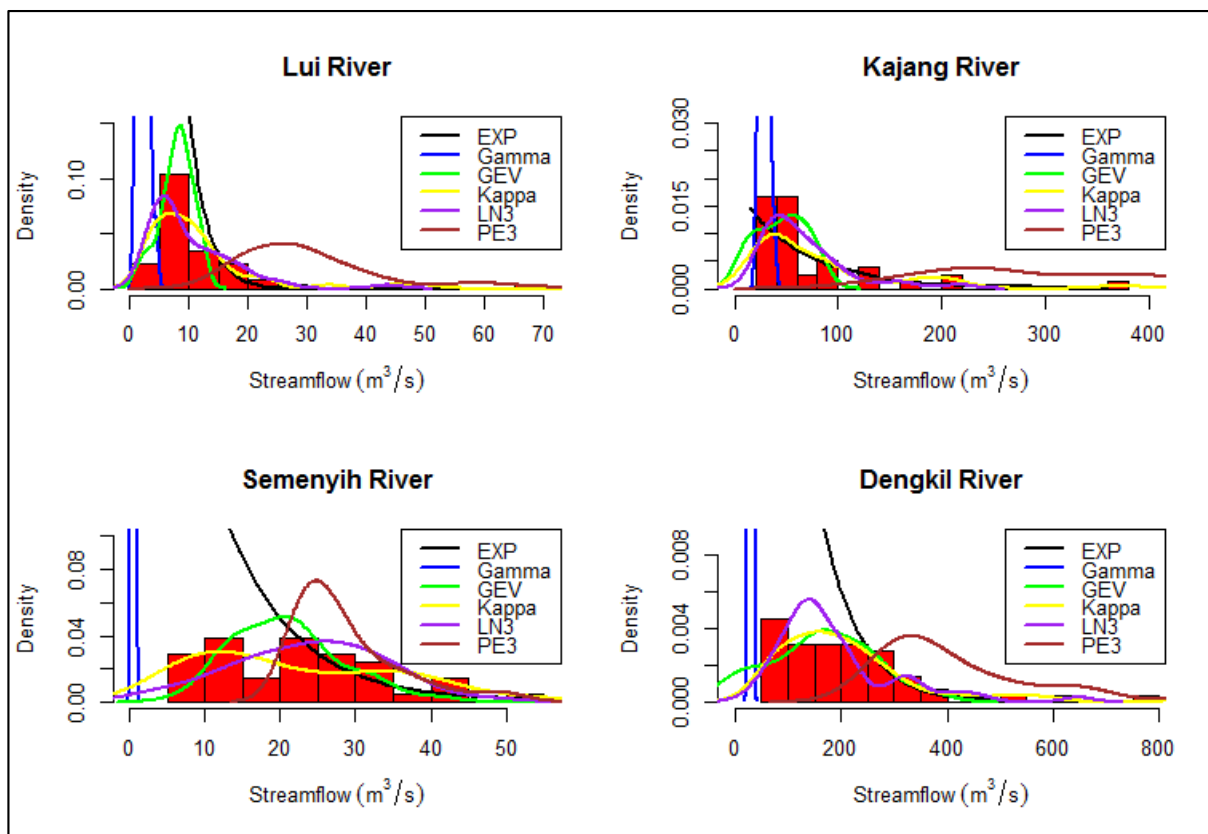 Lui River
Density
0.00
0.10
0
10
20
30
40
50
60
70
Streamflow (m³/s)
EXP
Gamma
GEV
Kappa
LN3
PE3
Kajang River
Density
0.000
0.015
0.030
0
100
200
300
400
Streamflow (m³/s)
EXP
Gamma
GEV
Kappa
LN3
PE3
Semenyih River
Density
0.00
0.04
0.08
0
10
20
30
40
50
Streamflow (m³/s)
EXP
Gamma
GEV
Kappa
LN3
PE3
Dengkil River
Density
0.000
0.004
0.008
0
200
400
600
800
Streamflow (m³/s)
EXP
Gamma
GEV
Kappa
LN3
PE3